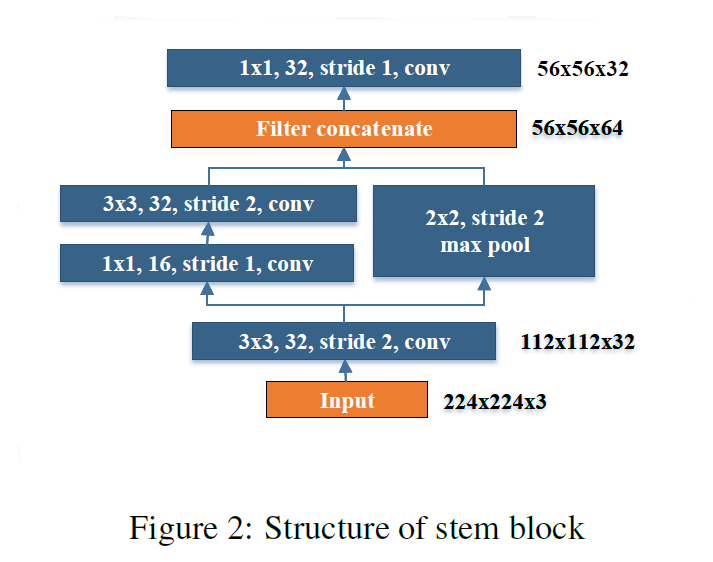 1x1, 32, stride 1, conv
56x56x32
Filter concatenate
56x56x64
3x3, 32, stride 2, conv
2x2, stride 2
max pool
1x1, 16, stride 1, conv
3x3, 32, stride 2, conv
112x112x32
Input
224x224x3
Figure 2: Structure of stem block